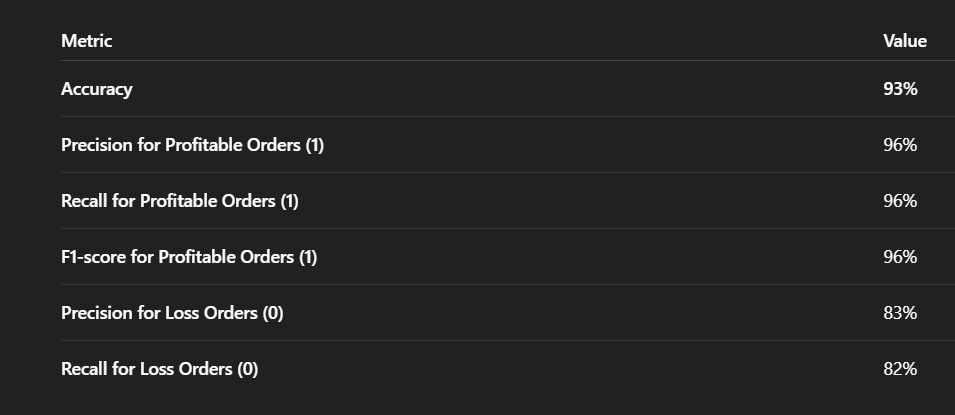 Metric Value
Accuracy 93%
Precision for Profitable Orders (1) 96%
Recall for Profitable Orders (1) 96%
F1-score for Profitable Orders (1) 96%
Precision for Loss Orders (0) 83%
Recall for Loss Orders (0) 82%